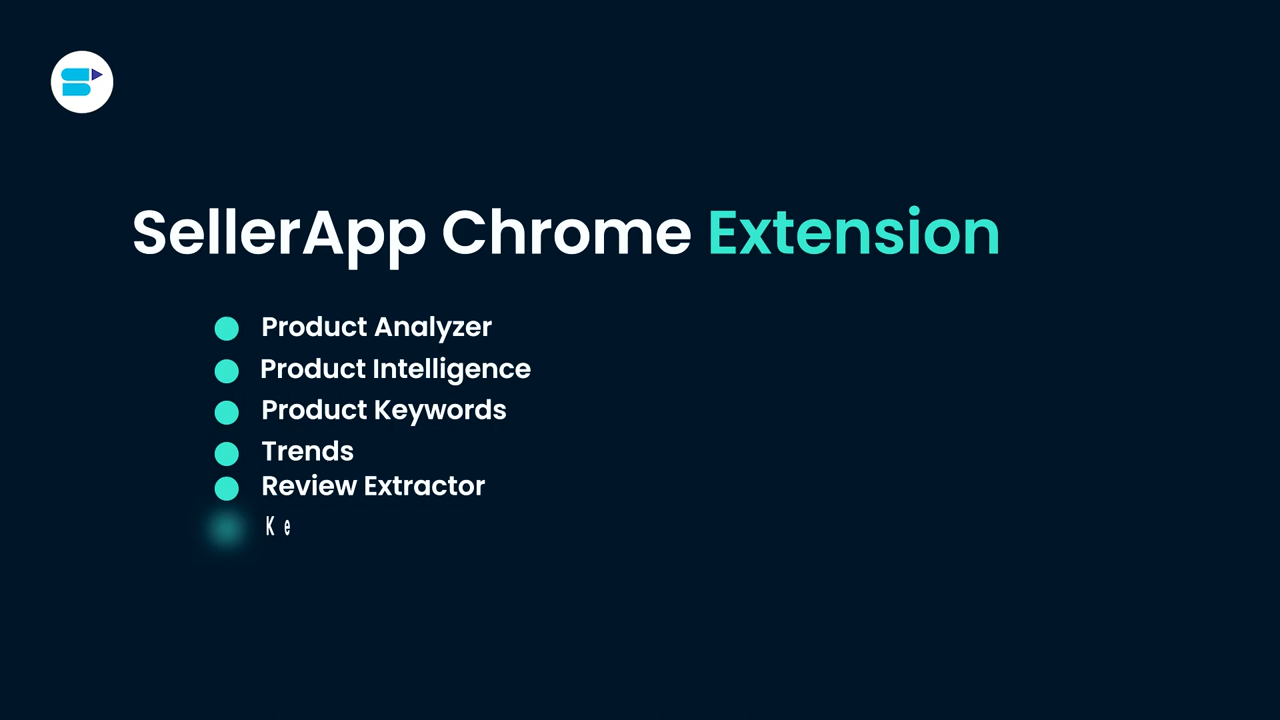 SellerApp Chrome Extension
Product Analyzer
Product Intelligence
Product Keywords
Trends
Review Extractor
K e